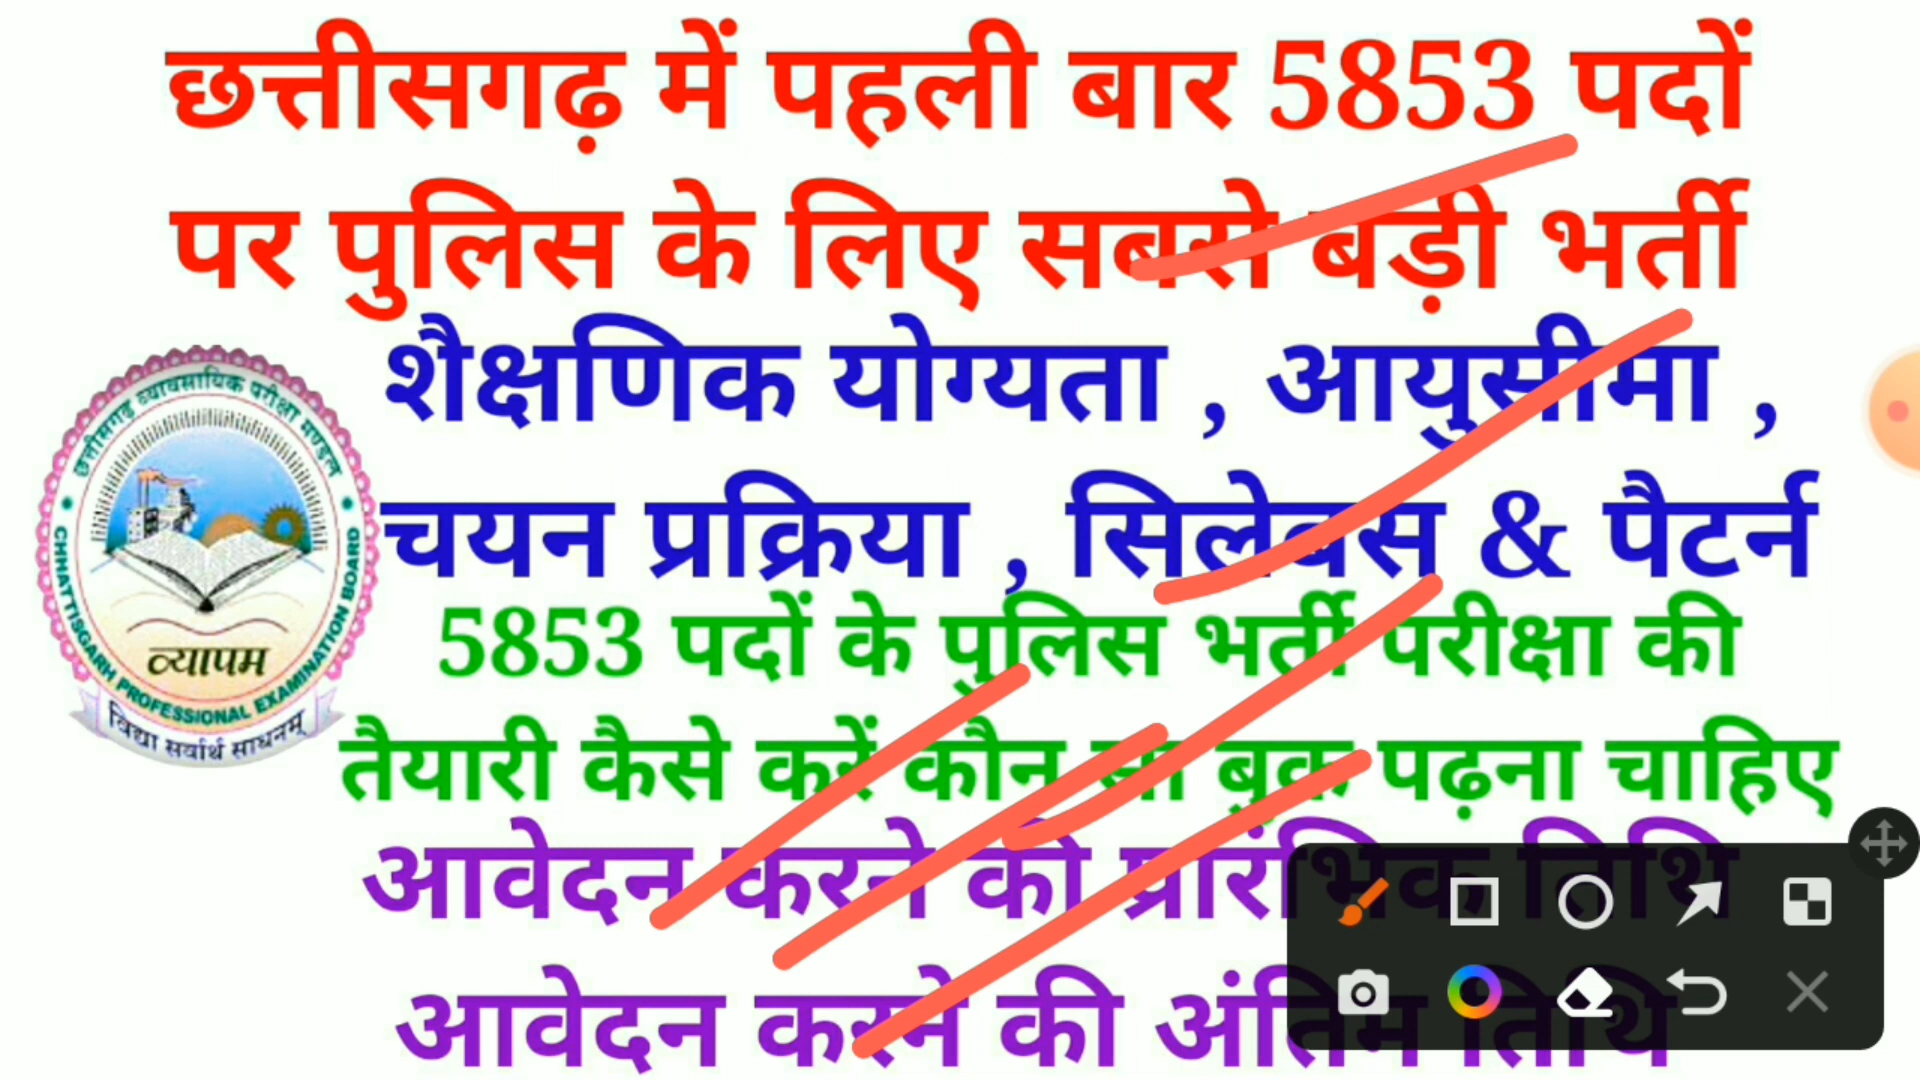 छत्तीसगढ़ में पहली बार 5853 पदों
पर पुलिस के लिए सबसे बड़ी भर्ती
शैक्षणिक योग्यता , आयुसीमा ,
चयन प्रक्रिया , सिलेबस & पैटर्न
5853 पदों के पुलिस भर्ती परीक्षा की
तैयारी कैसे करें कौन सा बुक पढ़ना चाहिए
आवेदन करने की प्रारंभिक तिथि
आवेदन करने की अंतिम तिथि
छत्तीसगढ़ व्यावसायिक परीक्षा मण्डल
CHHATTISGARH PROFESSIONAL EXAMINATION BOARD
व्यापम
विद्या सर्वार्थ साधनम्